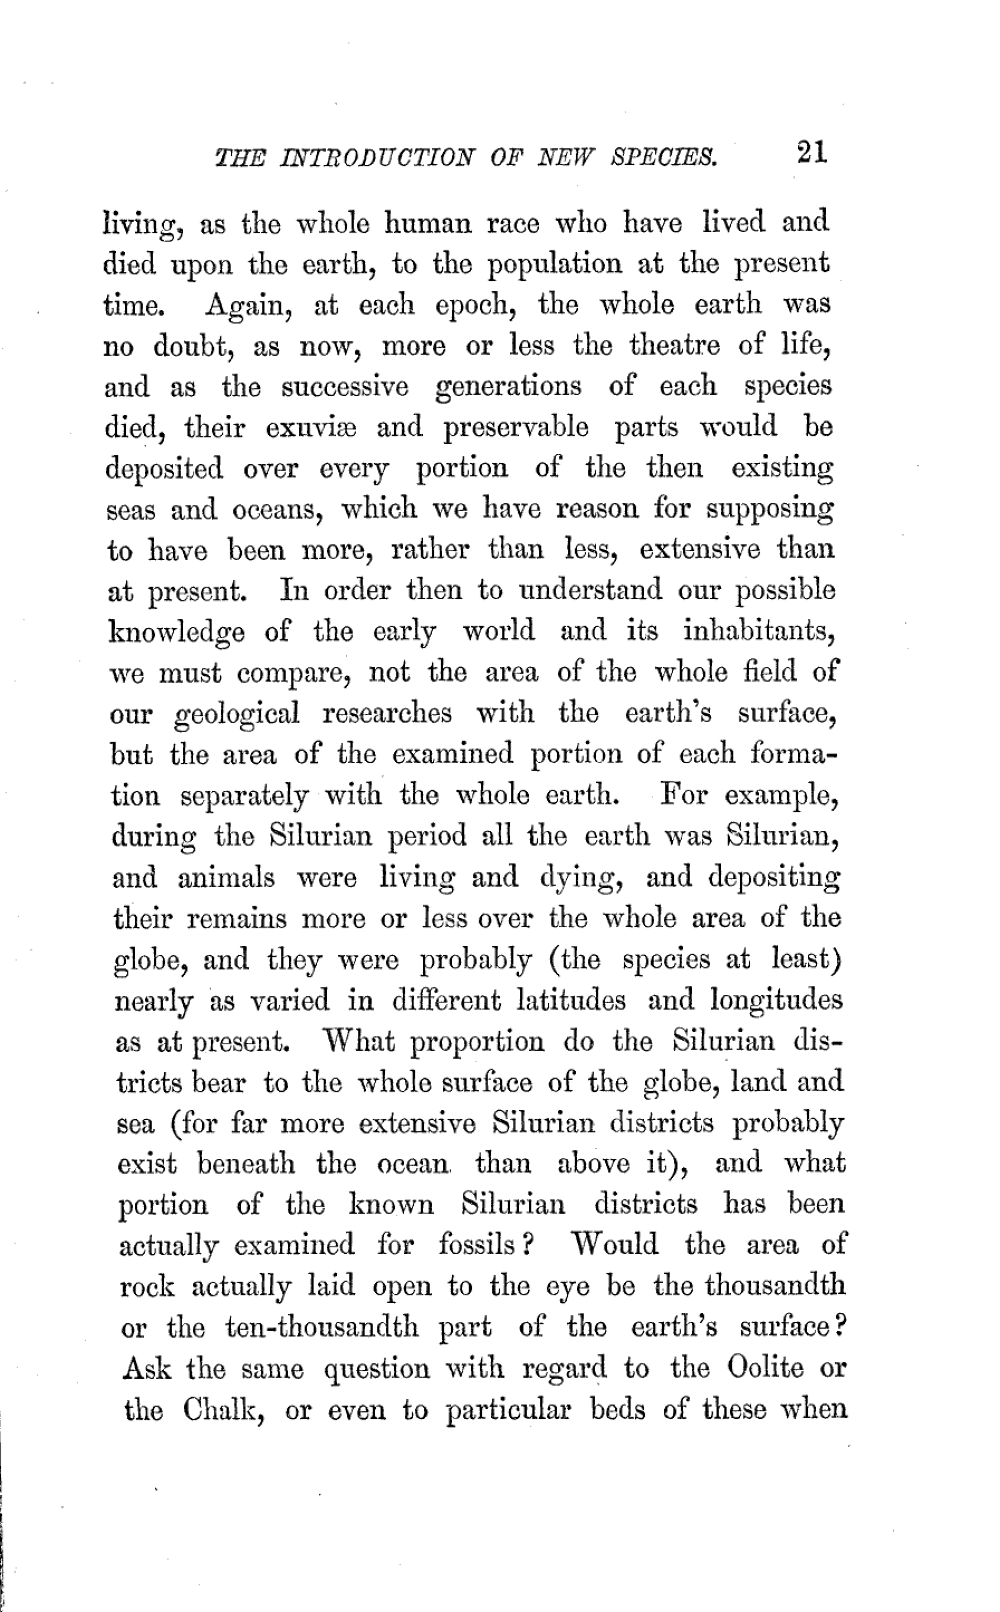 THE INTRODUCTION OF NEW SPECIES. 21
living, as the whole human race who have lived and
died upon the earth, to the population at the present
time. Again, at each epoch, the whole earth was
no doubt, as now, more or less the theatre of life,
and as the successive generations of each species
died, their exuviæ and preservable parts would be
deposited over every portion of the then existing
seas and oceans, which we have reason for supposing
to have been more, rather than less, extensive than
at present. In order then to understand our possible
knowledge of the early world and its inhabitants,
we must compare, not the area of the whole field of
our geological researches with the earth's surface,
but the area of the examined portion of each forma-
tion separately with the whole earth. For example,
during the Silurian period all the earth was Silurian,
and animals were living and dying, and depositing
their remains more or less over the whole area of the
globe, and they were probably (the species at least)
nearly as varied in different latitudes and longitudes
as at present. What proportion do the Silurian dis-
tricts bear to the whole surface of the globe, land and
sea (for far more extensive Silurian districts probably
exist beneath the ocean than above it), and what
portion of the known Silurian districts has been
actually examined for fossils? Would the area of
rock actually laid open to the eye be the thousandth
or the ten-thousandth part of the earth's surface?
Ask the same question with regard to the Oolite or
the Chalk, or even to particular beds of these when